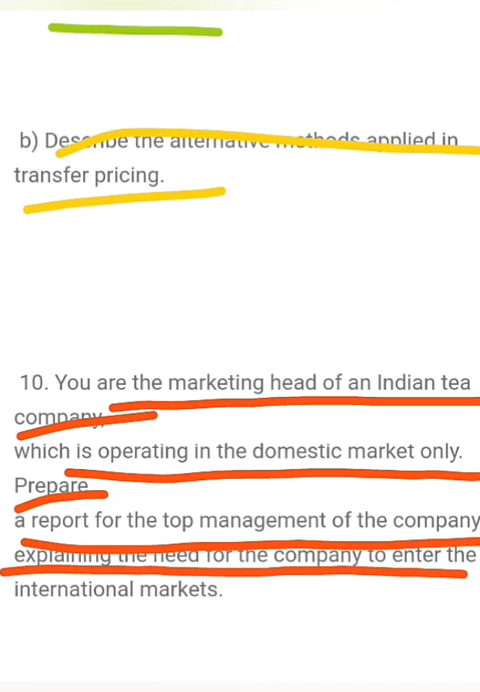 b) Describe the alternative methods applied in
transfer pricing.
10. You are the marketing head of an Indian tea
company,
which is operating in the domestic market only.
Prepare
a report for the top management of the company
explaining the need for the company to enter the
international markets.